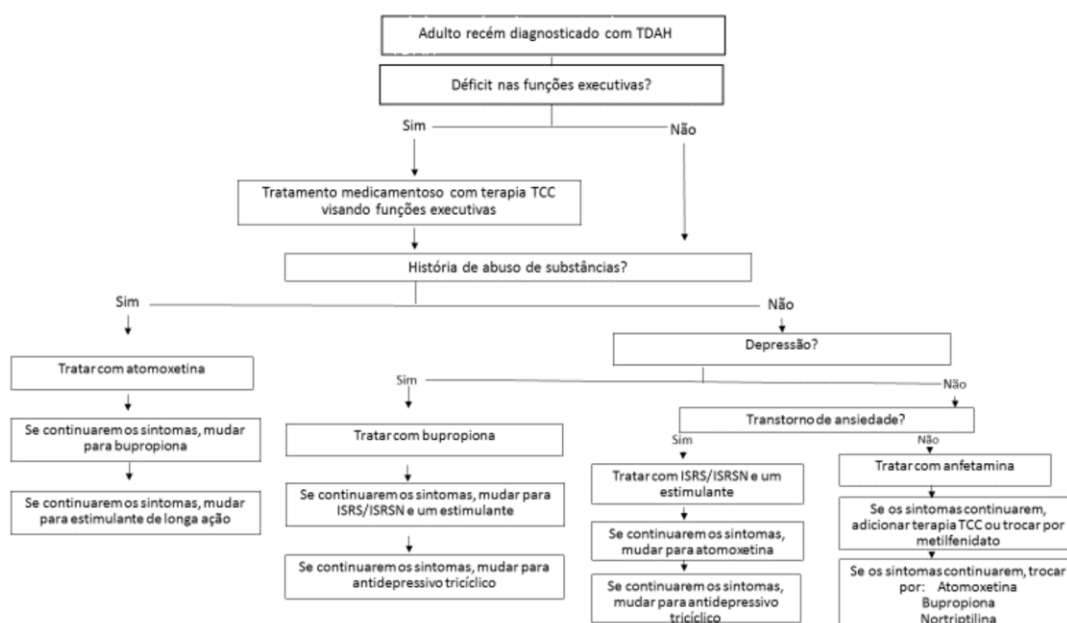 Adulto recém diagnosticado com TDAH
Déficit nas funções executivas?
Sim
Não
Tratamento medicamentoso com terapia TCC
visando funções executivas
História de abuso de substâncias?
Sim
Não
Depressão?
Tratar com atomoxetina
Sim
Não
Se continuarem os sintomas, mudar
para bupropiona
Transtorno de ansiedade?
Tratar com bupropiona
Sim
Não
Tratar com ISRS/ISRSN e um
estimulante
Tratar com anfetamina
Se continuarem os sintomas, mudar
para estimulante de longa ação
Se continuarem os sintomas, mudar para
ISRS/ISRSN e um estimulante
Se os sintomas continuarem,
adicionar terapia TCC ou trocar por
metilfenidato
Se continuarem os sintomas,
mudar para atomoxetina
Se continuarem os sintomas, mudar para
antidepressivo tricíclico
Se continuarem os sintomas,
mudar para antidepressivo
tricíclico
Se os sintomas continuarem, trocar
por: Atomoxetina
Bupropiona
Nortriptilina